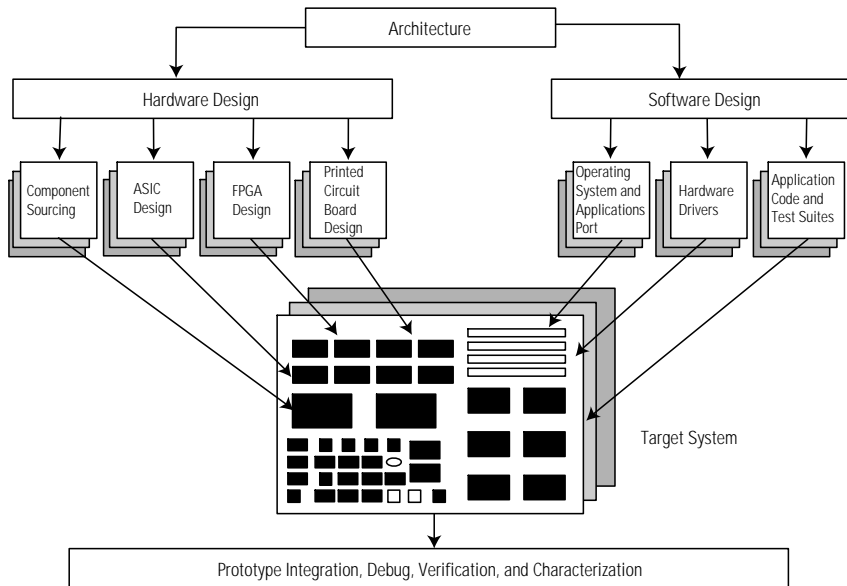 Architecture
Hardware Design
Software Design
Component
Sourcing
ASIC
Design
FPGA
Design
Printed
Circuit
Board
Design
Operating
System and
Applications
Port
Hardware
Drivers
Application
Code and
Test Suites
Target System
Prototype Integration, Debug, Verification, and Characterization